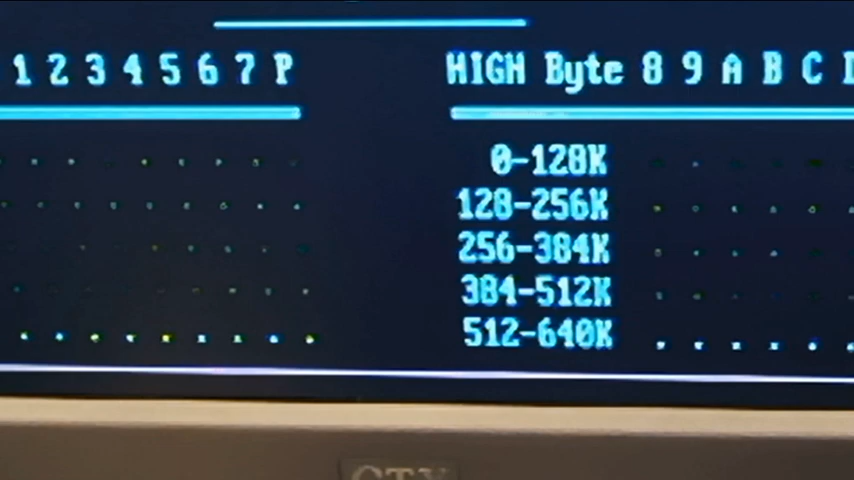 1 2 3 4 5 6 7 P
HIGH Byte 8 9 A B C D
0-128K
128-256K
256-384K
384-512K
512-640K
CTX